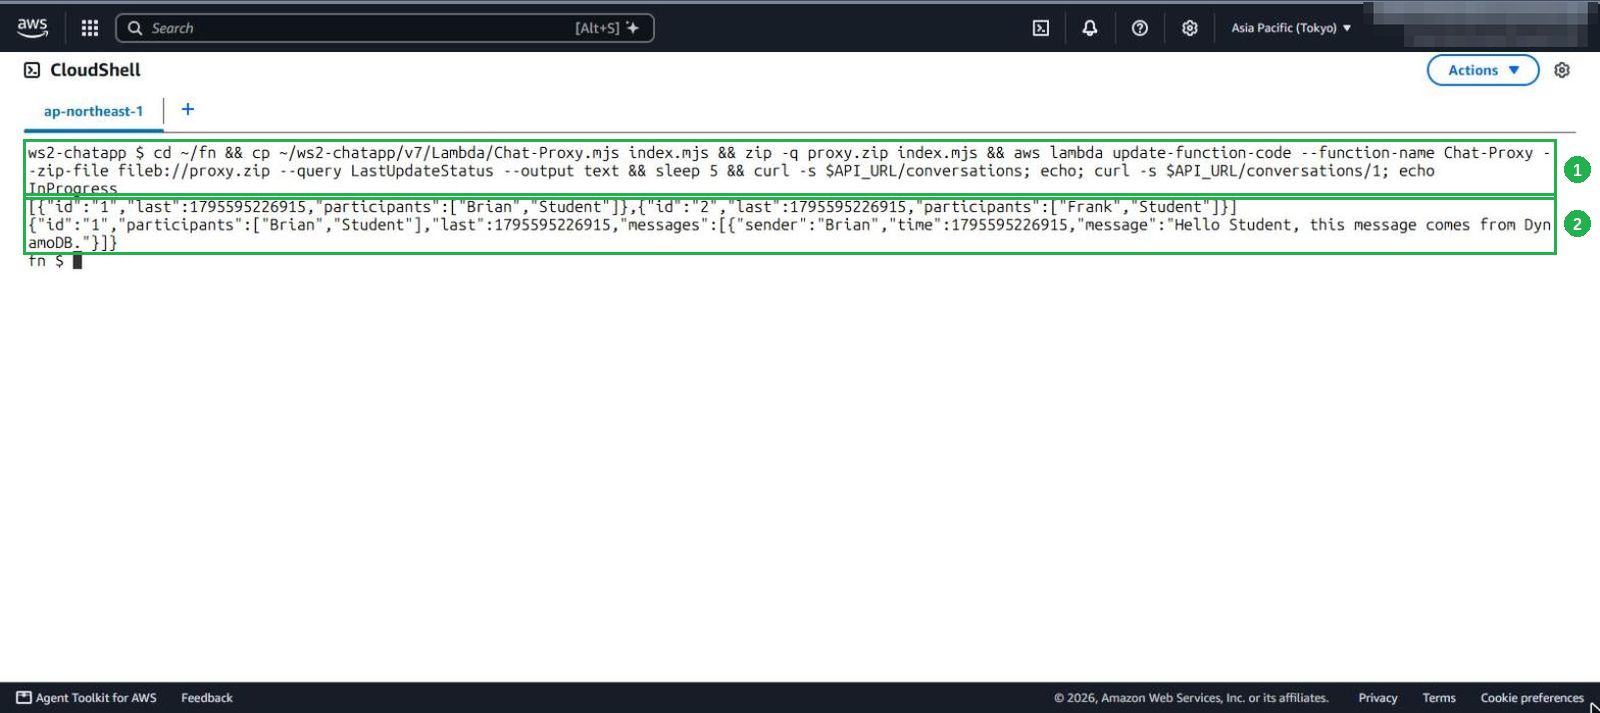 aws
Search
[Alt+S]
Asia Pacific (Tokyo)
CloudShell
Actions
ap-northeast-1
+
ws2-chatapp $ cd ~/fn && cp ~/ws2-chatapp/v7/Lambda/Chat-Proxy.mjs index.mjs && zip -q proxy.zip index.mjs && aws lambda update-function-code --function-name Chat-Proxy -
-zip-file fileb://proxy.zip --query LastUpdateStatus --output text && sleep 5 && curl -s $API_URL/conversations; echo; curl -s $API_URL/conversations/1; echo
InProgress
1
[{"id":"1","last":1795595226915,"participants":["Brian","Student"]},{"id":"2","last":1795595226915,"participants":["Frank","Student"]}]
{"id":"1","participants":["Brian","Student"],"last":1795595226915,"messages":[{"sender":"Brian","time":1795595226915,"message":"Hello Student, this message comes from Dyn
amoDB."}]}
2
fn $
Agent Toolkit for AWS
Feedback
© 2026, Amazon Web Services, Inc. or its affiliates.
Privacy
Terms
Cookie preferences